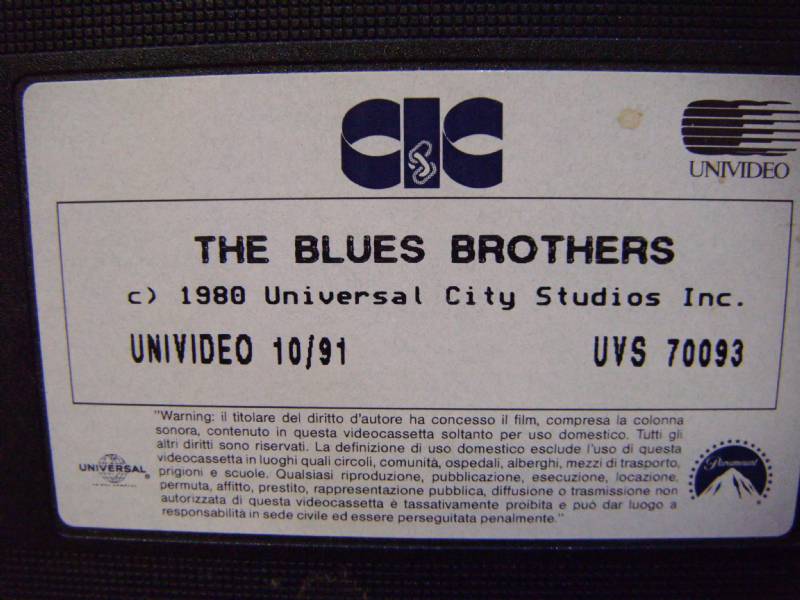 CIC
UNIVIDEO
THE BLUES BROTHERS
c) 1980 Universal City Studios Inc.
UNIVIDEO 10/91 UVS 70093
"Warning: il titolare del diritto d'autore ha concesso il film, compresa la colonna
sonora, contenuto in questa videocassetta soltanto per uso domestico. Tutti gli
altri diritti sono riservati. La definizione di uso domestico esclude l'uso di questa
videocassetta in luoghi quali circoli, comunità, ospedali, alberghi, mezzi di trasporto,
prigioni e scuole. Qualsiasi riproduzione, pubblicazione, esecuzione, locazione,
permuta, affitto, prestito, rappresentazione pubblica, diffusione o trasmissione non
autorizzata di questa videocassetta è tassativamente proibita e può dar luogo a
responsabilità in sede civile ed essere perseguitata penalmente."
UNIVERSAL
Paramount